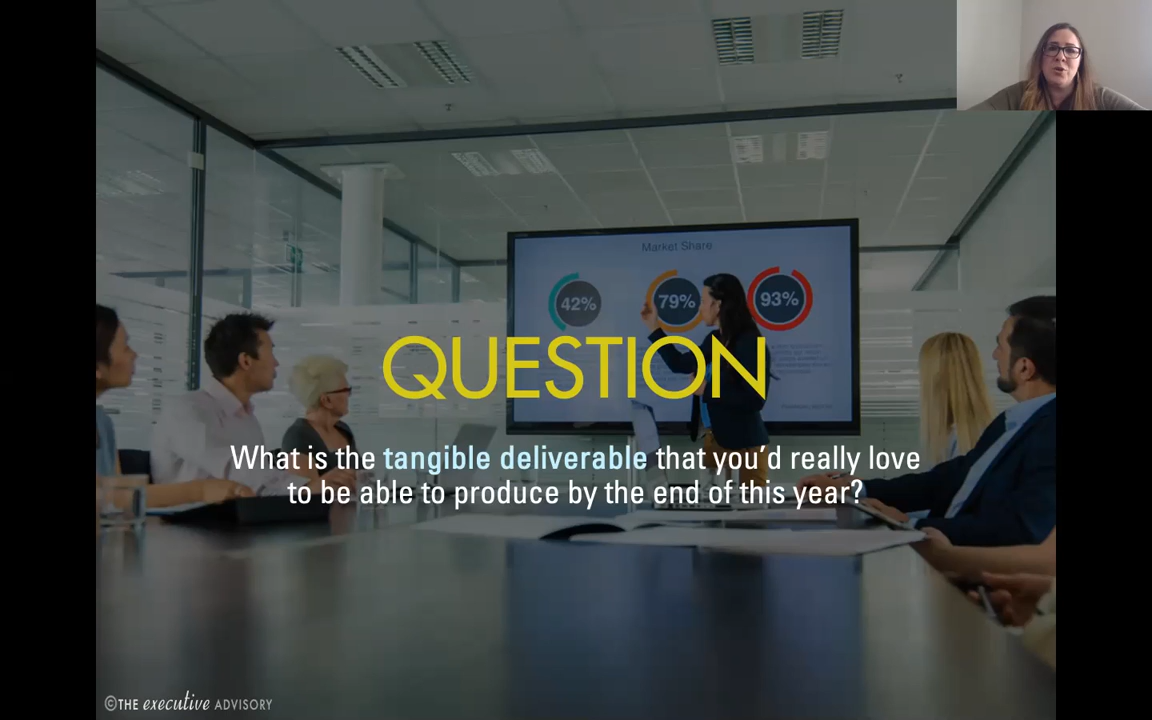 Market Share
42%
79%
93%
QUESTION
What is the tangible deliverable that you’d really love
to be able to produce by the end of this year?
©THE executive ADVISORY